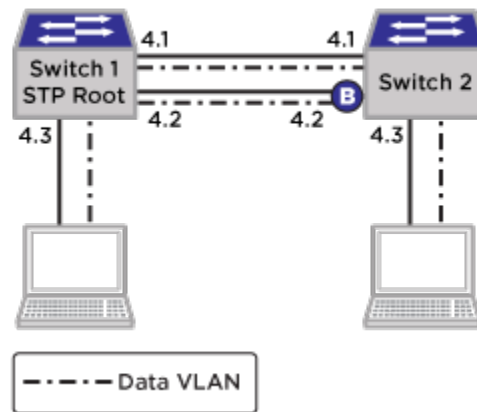 4.1
4.1
Switch 1
STP Root
Switch 2
B
4.2
4.2
4.3
4.3
Data VLAN